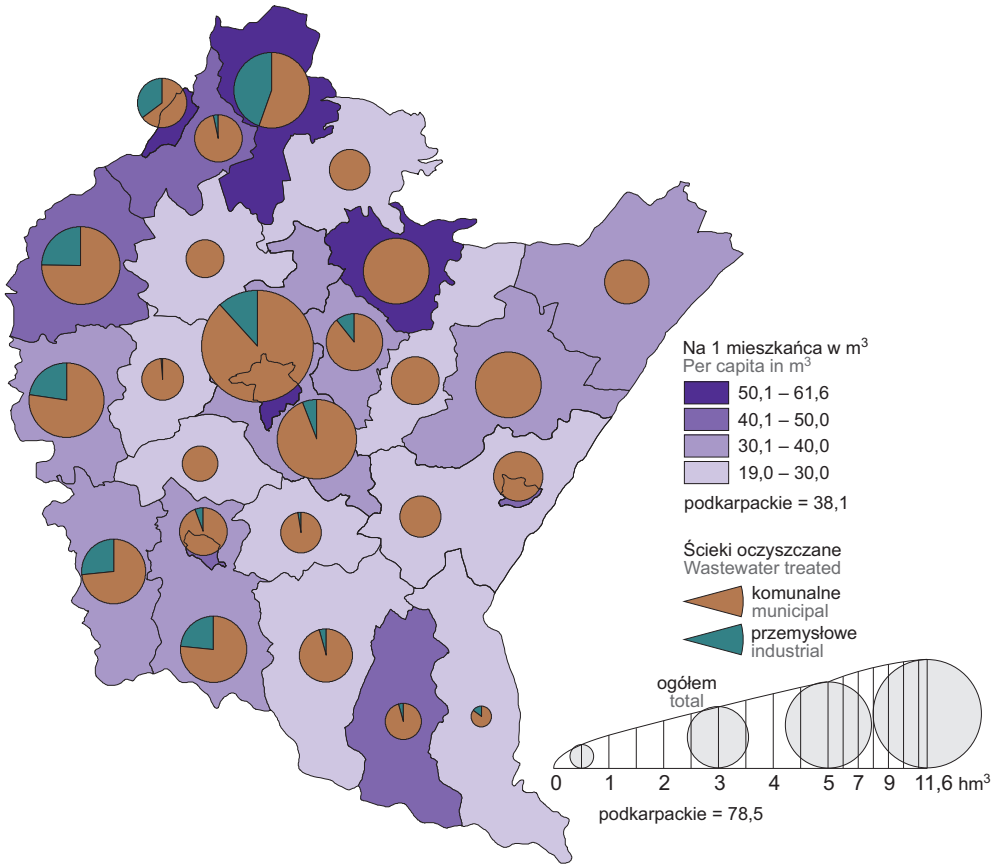 Na 1 mieszkańca w m³
Per capita in m³
50,1 – 61,6
40,1 – 50,0
30,1 – 40,0
19,0 – 30,0
podkarpackie = 38,1
Ścieki oczyszczane
Wastewater treated
komunalne
municipal
przemysłowe
industrial
ogółem
total
0 1 2 3 4 5 7 9 11,6 hm³
podkarpackie = 78,5